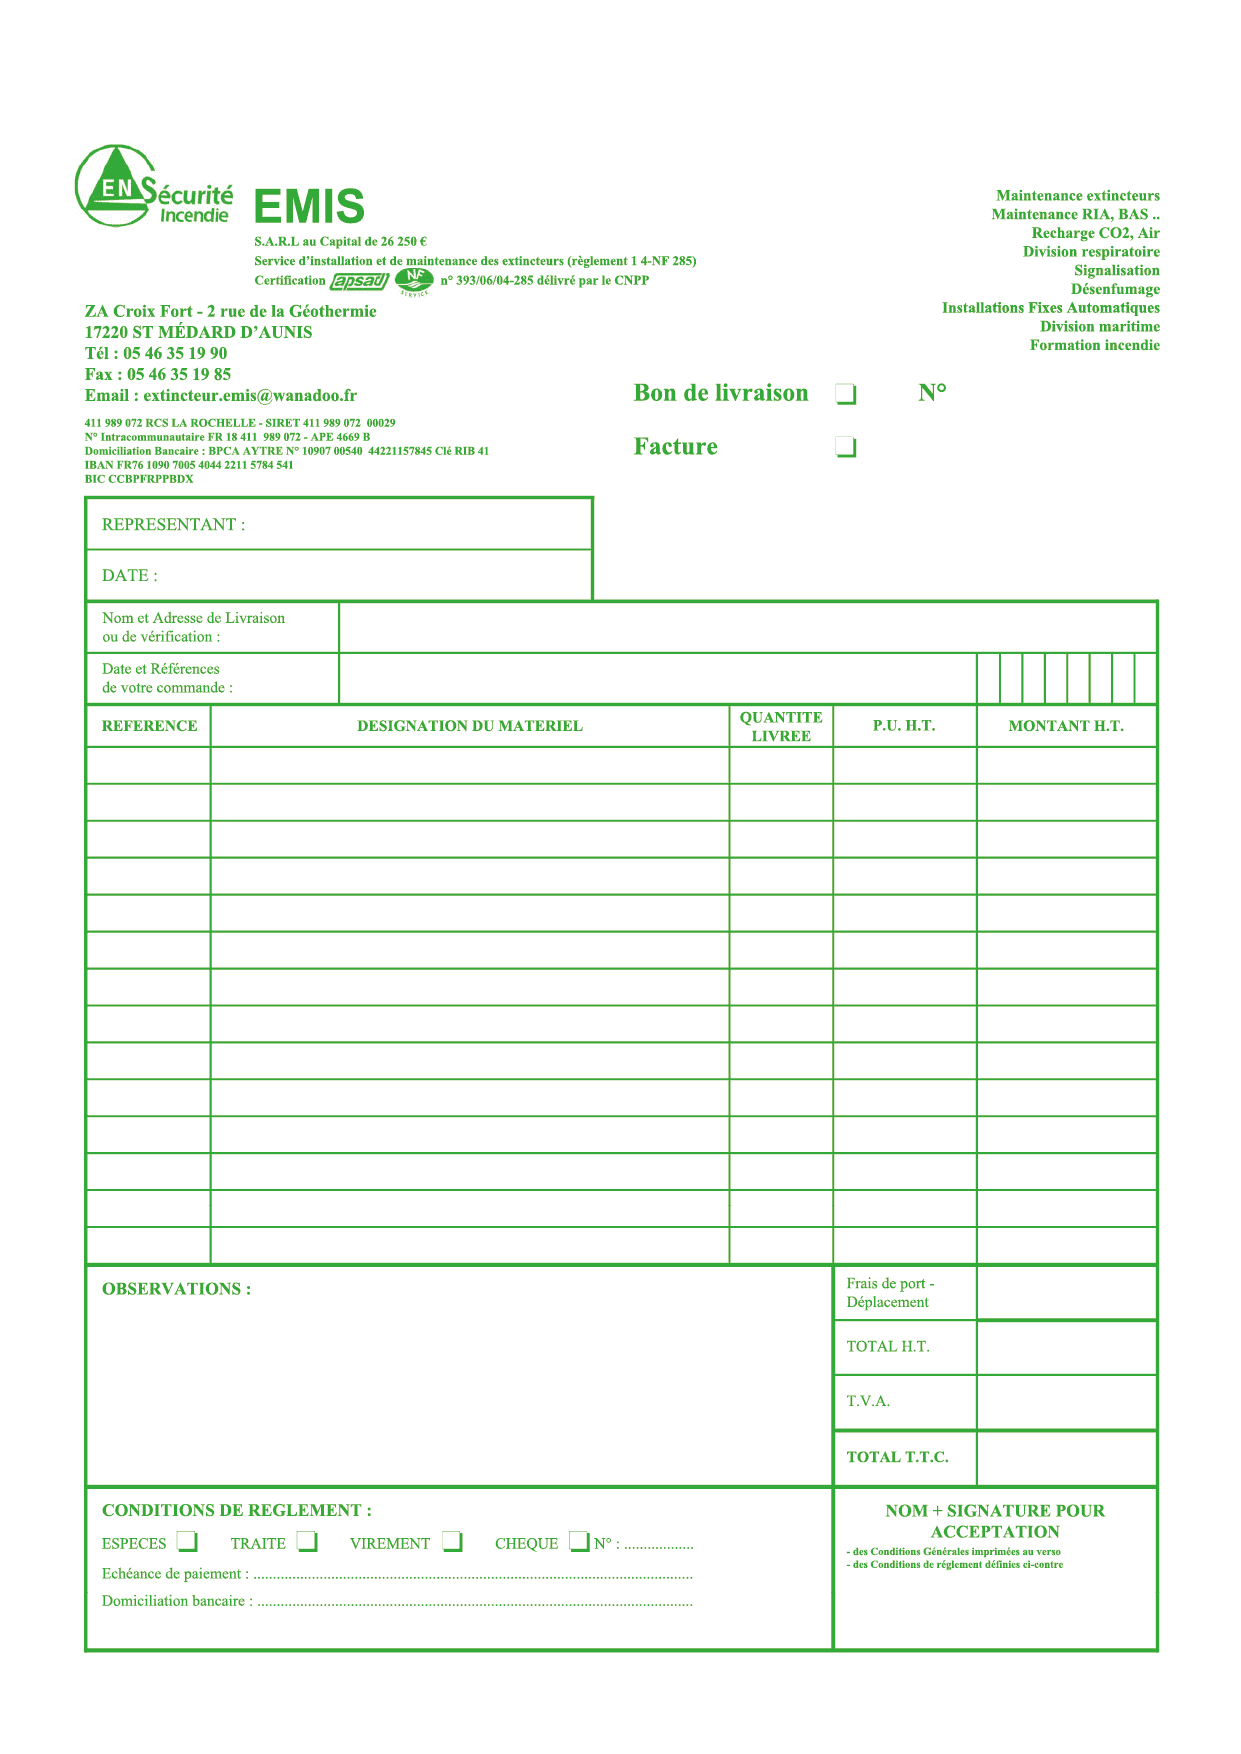 EN Sécurité
Incendie
EMIS
S.A.R.L au Capital de 26 250 €
Service d'installation et de maintenance des extincteurs (règlement 1 4-NF 285)
Certification apsad NF SERVICE n° 393/06/04-285 délivré par le CNPP
Maintenance extincteurs
Maintenance RIA, BAS ..
Recharge CO2, Air
Division respiratoire
Signalisation
Désenfumage
Installations Fixes Automatiques
Division maritime
Formation incendie
ZA Croix Fort - 2 rue de la Géothermie
17220 ST MÉDARD D'AUNIS
Tél : 05 46 35 19 90
Fax : 05 46 35 19 85
Email : extincteur.emis@wanadoo.fr
411 989 072 RCS LA ROCHELLE - SIRET 411 989 072 00029
N° Intracommunautaire FR 18 411 989 072 - APE 4669 B
Domiciliation Bancaire : BPCA AYTRE N° 10907 00540 44221157845 Clé RIB 41
IBAN FR76 1090 7005 4044 2211 5784 541
BIC CCBPFRPPBDX
Bon de livraison N°
Facture
REPRESENTANT :
DATE :
Nom et Adresse de Livraison
ou de vérification :
Date et Références
de votre commande :
REFERENCE DESIGNATION DU MATERIEL QUANTITE LIVREE P.U. H.T. MONTANT H.T.
OBSERVATIONS :
Frais de port -
Déplacement
TOTAL H.T.
T.V.A.
TOTAL T.T.C.
CONDITIONS DE REGLEMENT :
ESPECES TRAITE VIREMENT CHEQUE N° : ..................
Echéance de paiement : ..................................................................................................................
Domiciliation bancaire : .................................................................................................................
NOM + SIGNATURE POUR
ACCEPTATION
- des Conditions Générales imprimées au verso
- des Conditions de réglement définies ci-contre